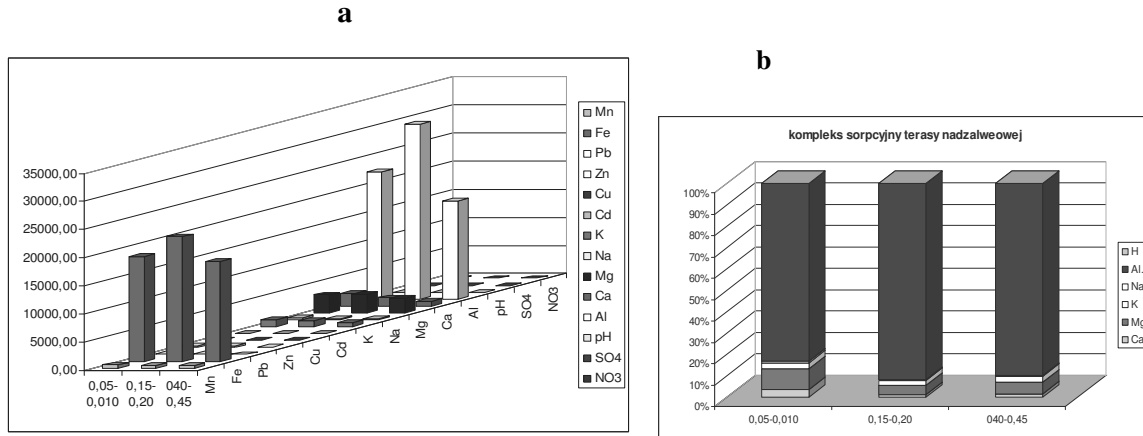 a
35000,00
30000,00
25000,00
20000,00
15000,00
10000,00
5000,00
0,00
0,05-
0,010
0,15-
0,20
040-
0,45
Mn
Fe
Pb
Zn
Cu
Cd
K
Na
Mg
Ca
Al
pH
SO4
NO3
Mn
Fe
Pb
Zn
Cu
Cd
K
Na
Mg
Ca
Al
pH
SO4
NO3
b
kompleks sorpcyjny terasy nadzalweowej
100%
90%
80%
70%
60%
50%
40%
30%
20%
10%
0%
0,05-0,010
0,15-0,20
040-0,45
H
Al.
Na
K
Mg
Ca